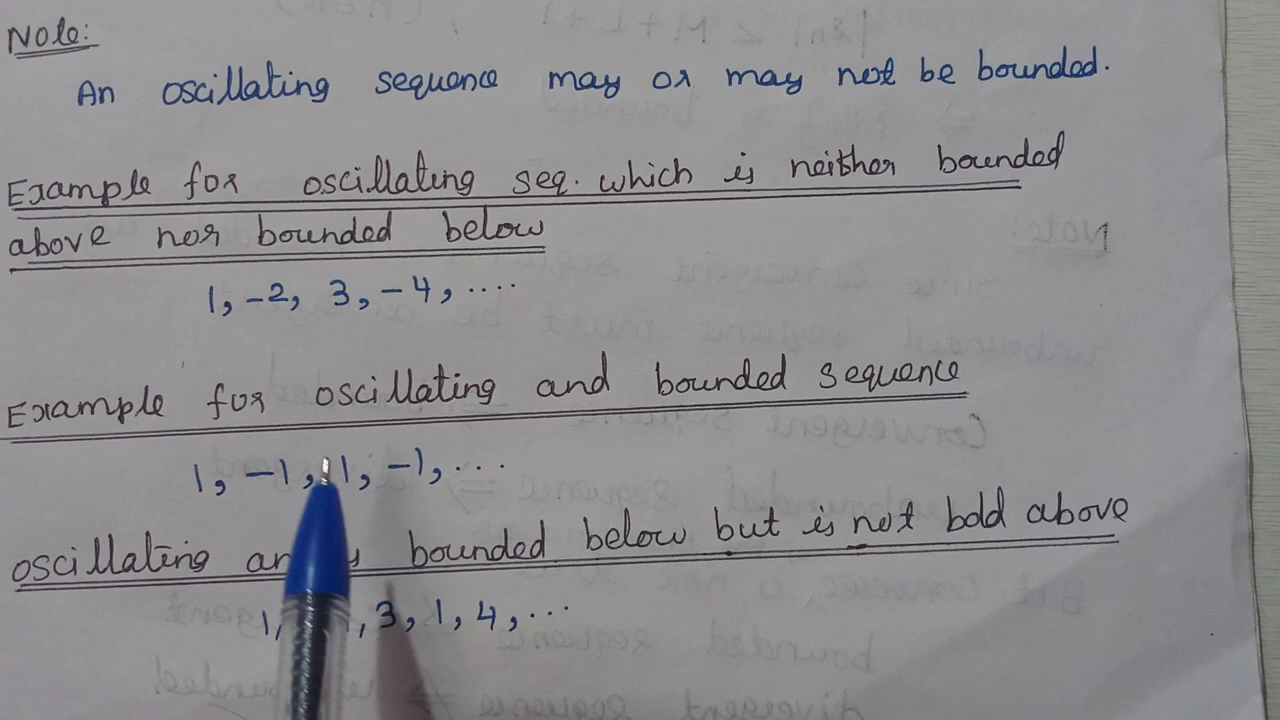 Note:
An oscillating sequence may or may not be bounded.
Example for oscillating seq. which is neither bounded
above nor bounded below
1, -2, 3, -4, ....
Example for oscillating and bounded sequence
1, -1, 1, -1, ...
oscillating bounded below but is not bdd above
1, , 3, 1, 4, ...